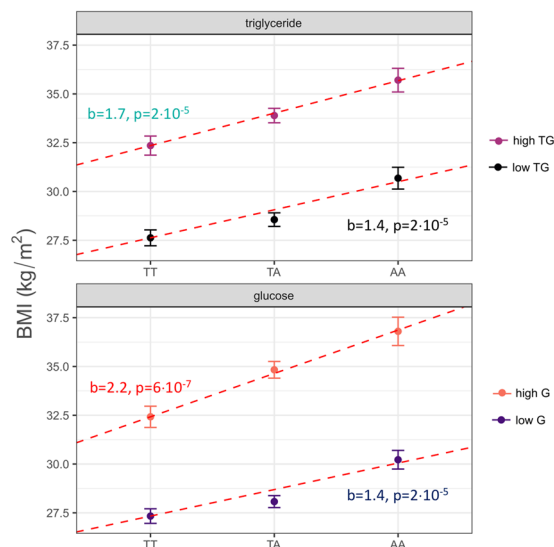 triglyceride
37.5
35.0
32.5
30.0
27.5
b=1.7, p=2·10⁻⁵
b=1.4, p=2·10⁻⁵
TT TA AA
high TG
low TG
BMI (kg/m²)
glucose
37.5
35.0
32.5
30.0
27.5
b=2.2, p=6·10⁻⁷
b=1.4, p=2·10⁻⁵
TT TA AA
high G
low G